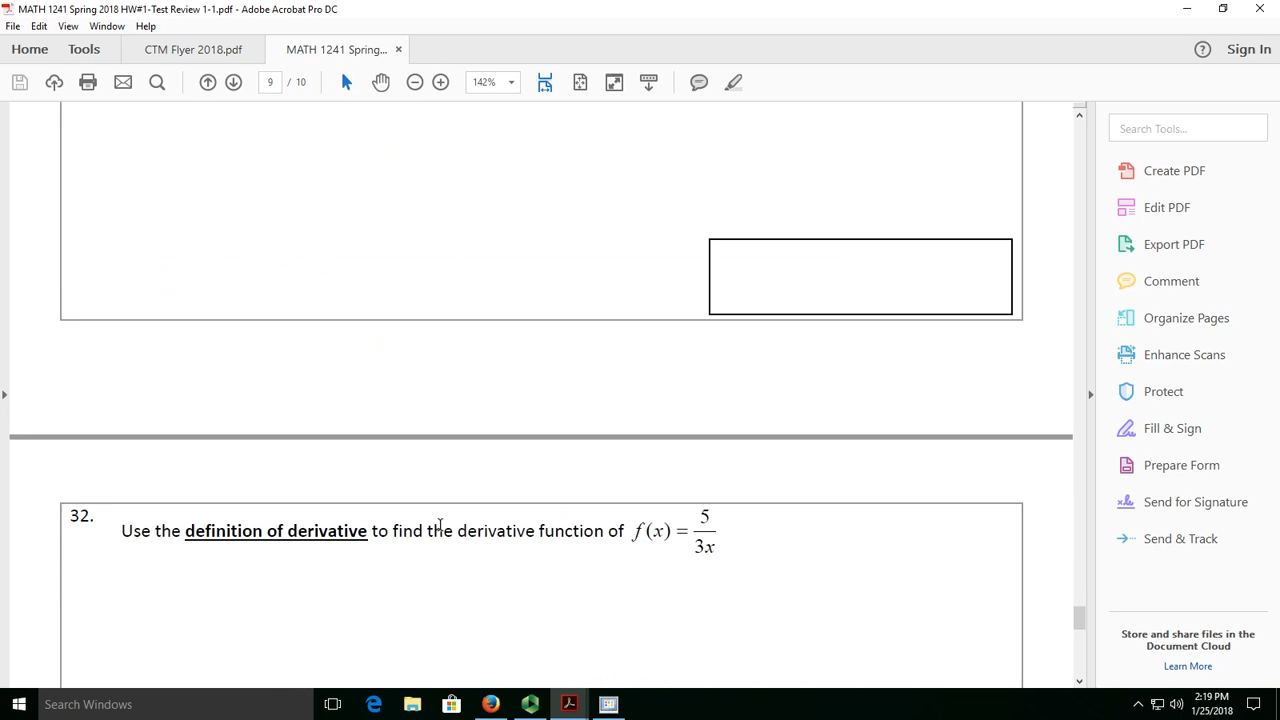 MATH 1241 Spring 2018 HW#1-Test Review 1-1.pdf - Adobe Acrobat Pro DC
File Edit View Window Help
Home Tools CTM Flyer 2018.pdf MATH 1241 Spring... × ? Sign In
9 / 10 142%
Search Tools...
Create PDF
Edit PDF
Export PDF
Comment
Organize Pages
Enhance Scans
Protect
Fill & Sign
Prepare Form
Send for Signature
Send & Track
Store and share files in the
Document Cloud
Learn More
32.
Use the definition of derivative to find the derivative function of f(x) = 5/3x
Search Windows
2:19 PM
1/25/2018